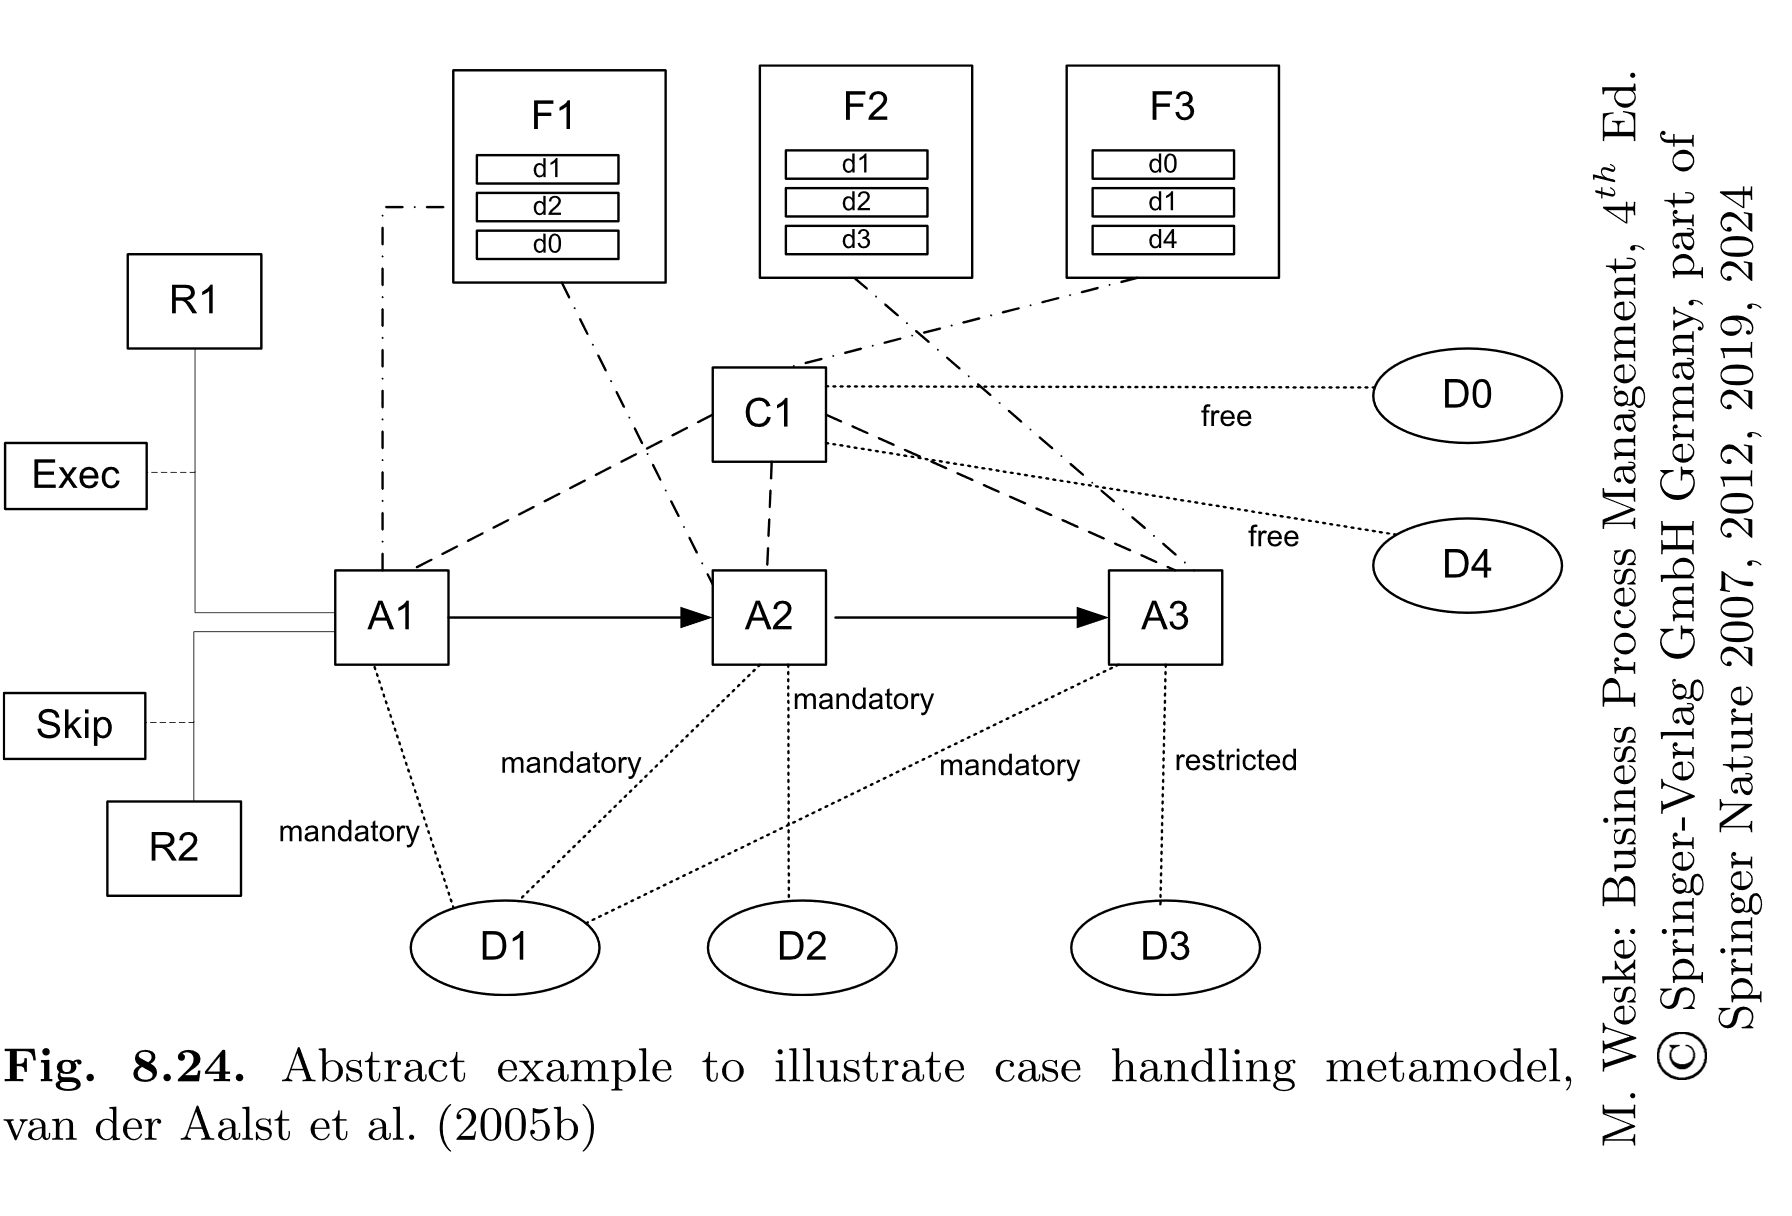 F1
d1
d2
d0
F2
d1
d2
d3
F3
d0
d1
d4
R1
Exec
Skip
R2
C1
free
D0
free
D4
A1
A2
A3
mandatory
mandatory
mandatory
mandatory
restricted
D1
D2
D3
Fig. 8.24. Abstract example to illustrate case handling metamodel,
van der Aalst et al. (2005b)
M. Weske: Business Process Management, 4th Ed.
© Springer-Verlag GmbH Germany, part of
Springer Nature 2007, 2012, 2019, 2024